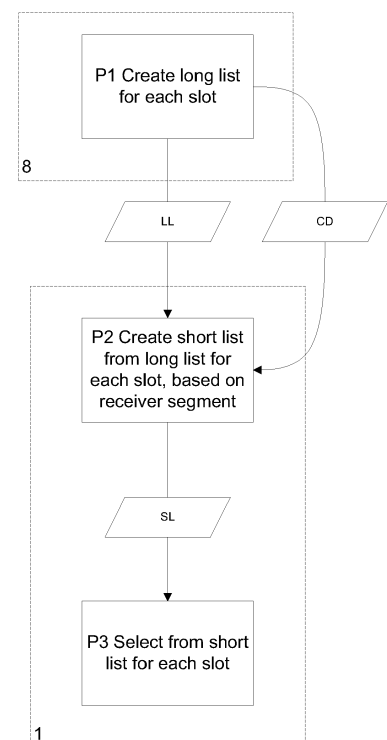 P1 Create long list
for each slot
8
LL
CD
P2 Create short list
from long list for
each slot, based on
receiver segment
SL
P3 Select from short
list for each slot
1